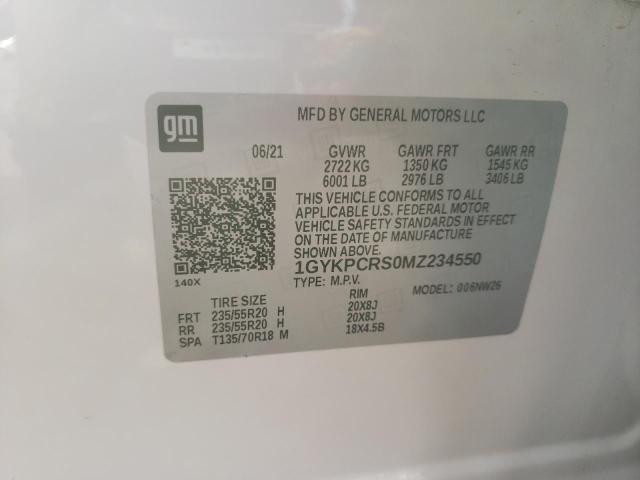 gm
MFD BY GENERAL MOTORS LLC
06/21 GVWR GAWR FRT GAWR RR
2722 KG 1350 KG 1545 KG
6001 LB 2976 LB 3406 LB
THIS VEHICLE CONFORMS TO ALL
APPLICABLE U.S. FEDERAL MOTOR
VEHICLE SAFETY STANDARDS IN EFFECT
ON THE DATE OF MANUFACTURE
SHOWN ABOVE.
1GYKPCRS0MZ234550
140X TYPE: M.P.V. MODEL: 006NW26
TIRE SIZE RIM
FRT 235/55R20 H 20X8J
RR 235/55R20 H 20X8J
SPA T135/70R18 M 18X4.5B